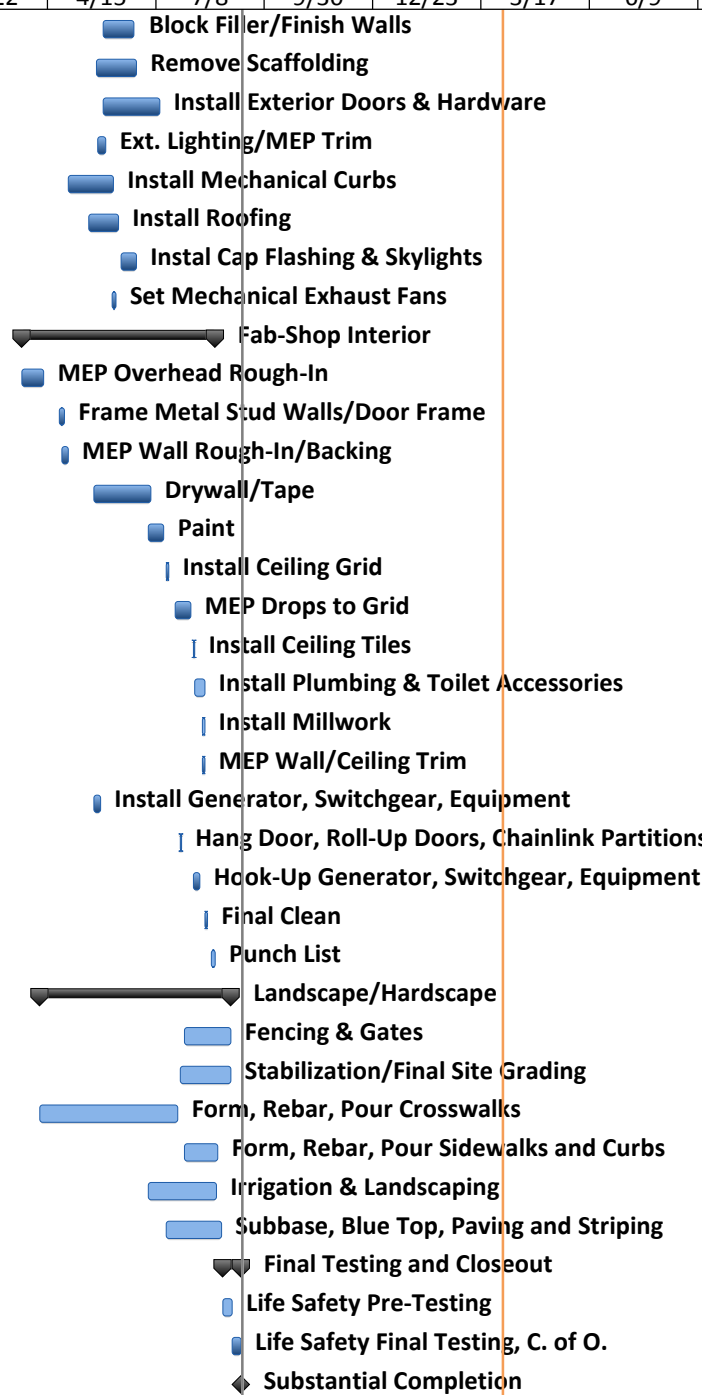 4/15 7/8 9/30 12/23 3/17 6/9
Block Filler/Finish Walls
Remove Scaffolding
Install Exterior Doors & Hardware
Ext. Lighting/MEP Trim
Install Mechanical Curbs
Install Roofing
Instal Cap Flashing & Skylights
Set Mechanical Exhaust Fans
Fab-Shop Interior
MEP Overhead Rough-In
Frame Metal Stud Walls/Door Frame
MEP Wall Rough-In/Backing
Drywall/Tape
Paint
Install Ceiling Grid
MEP Drops to Grid
Install Ceiling Tiles
Install Plumbing & Toilet Accessories
Install Millwork
MEP Wall/Ceiling Trim
Install Generator, Switchgear, Equipment
Hang Door, Roll-Up Doors, Chainlink Partitions
Hook-Up Generator, Switchgear, Equipment
Final Clean
Punch List
Landscape/Hardscape
Fencing & Gates
Stabilization/Final Site Grading
Form, Rebar, Pour Crosswalks
Form, Rebar, Pour Sidewalks and Curbs
Irrigation & Landscaping
Subbase, Blue Top, Paving and Striping
Final Testing and Closeout
Life Safety Pre-Testing
Life Safety Final Testing, C. of O.
Substantial Completion